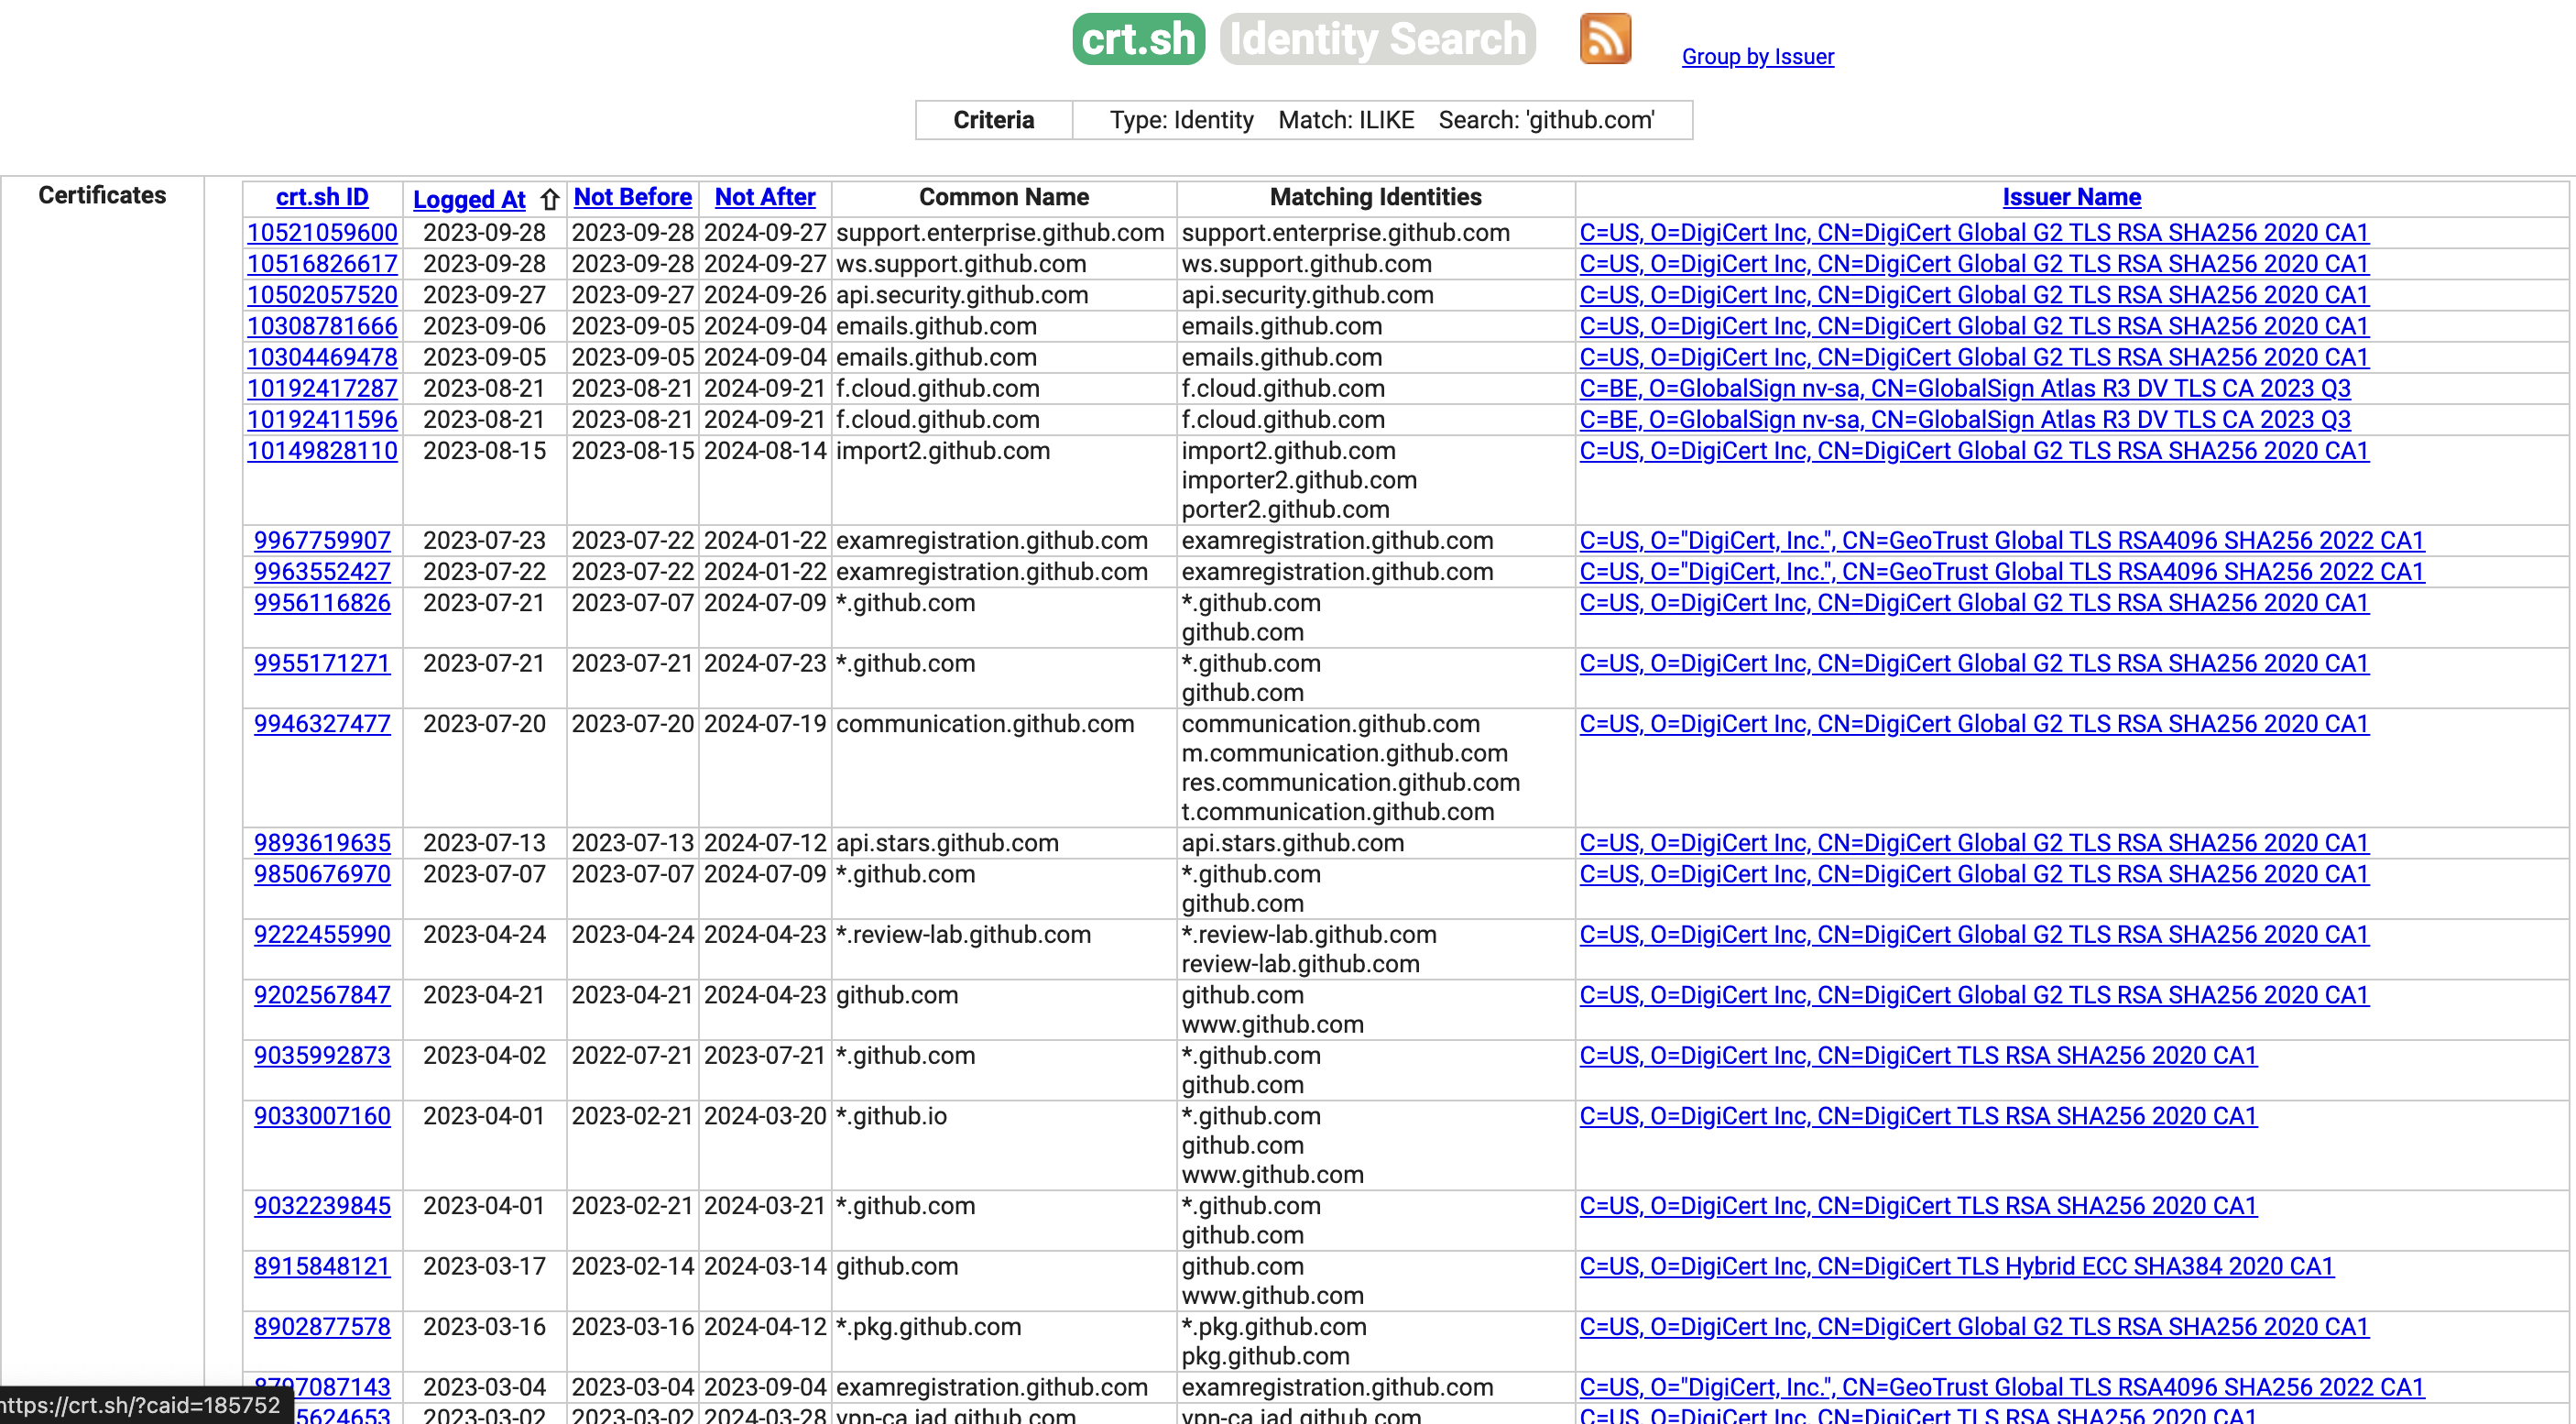 crt.sh Identity Search Group by Issuer
Criteria Type: Identity Match: ILIKE Search: 'github.com'
Certificates crt.sh ID Logged At ⇧ Not Before Not After Common Name Matching Identities Issuer Name
10521059600 2023-09-28 2023-09-28 2024-09-27 support.enterprise.github.com support.enterprise.github.com C=US, O=DigiCert Inc, CN=DigiCert Global G2 TLS RSA SHA256 2020 CA1
10516826617 2023-09-28 2023-09-28 2024-09-27 ws.support.github.com ws.support.github.com C=US, O=DigiCert Inc, CN=DigiCert Global G2 TLS RSA SHA256 2020 CA1
10502057520 2023-09-27 2023-09-27 2024-09-26 api.security.github.com api.security.github.com C=US, O=DigiCert Inc, CN=DigiCert Global G2 TLS RSA SHA256 2020 CA1
10308781666 2023-09-06 2023-09-05 2024-09-04 emails.github.com emails.github.com C=US, O=DigiCert Inc, CN=DigiCert Global G2 TLS RSA SHA256 2020 CA1
10304469478 2023-09-05 2023-09-05 2024-09-04 emails.github.com emails.github.com C=US, O=DigiCert Inc, CN=DigiCert Global G2 TLS RSA SHA256 2020 CA1
10192417287 2023-08-21 2023-08-21 2024-09-21 f.cloud.github.com f.cloud.github.com C=BE, O=GlobalSign nv-sa, CN=GlobalSign Atlas R3 DV TLS CA 2023 Q3
10192411596 2023-08-21 2023-08-21 2024-09-21 f.cloud.github.com f.cloud.github.com C=BE, O=GlobalSign nv-sa, CN=GlobalSign Atlas R3 DV TLS CA 2023 Q3
10149828110 2023-08-15 2023-08-15 2024-08-14 import2.github.com import2.github.com C=US, O=DigiCert Inc, CN=DigiCert Global G2 TLS RSA SHA256 2020 CA1
importer2.github.com
porter2.github.com
9967759907 2023-07-23 2023-07-22 2024-01-22 examregistration.github.com examregistration.github.com C=US, O="DigiCert, Inc.", CN=GeoTrust Global TLS RSA4096 SHA256 2022 CA1
9963552427 2023-07-22 2023-07-22 2024-01-22 examregistration.github.com examregistration.github.com C=US, O="DigiCert, Inc.", CN=GeoTrust Global TLS RSA4096 SHA256 2022 CA1
9956116826 2023-07-21 2023-07-07 2024-07-09 *.github.com *.github.com C=US, O=DigiCert Inc, CN=DigiCert Global G2 TLS RSA SHA256 2020 CA1
github.com
9955171271 2023-07-21 2023-07-21 2024-07-23 *.github.com *.github.com C=US, O=DigiCert Inc, CN=DigiCert Global G2 TLS RSA SHA256 2020 CA1
github.com
9946327477 2023-07-20 2023-07-20 2024-07-19 communication.github.com communication.github.com C=US, O=DigiCert Inc, CN=DigiCert Global G2 TLS RSA SHA256 2020 CA1
m.communication.github.com
res.communication.github.com
t.communication.github.com
9893619635 2023-07-13 2023-07-13 2024-07-12 api.stars.github.com api.stars.github.com C=US, O=DigiCert Inc, CN=DigiCert Global G2 TLS RSA SHA256 2020 CA1
9850676970 2023-07-07 2023-07-07 2024-07-09 *.github.com *.github.com C=US, O=DigiCert Inc, CN=DigiCert Global G2 TLS RSA SHA256 2020 CA1
github.com
9222455990 2023-04-24 2023-04-24 2024-04-23 *.review-lab.github.com *.review-lab.github.com C=US, O=DigiCert Inc, CN=DigiCert Global G2 TLS RSA SHA256 2020 CA1
review-lab.github.com
9202567847 2023-04-21 2023-04-21 2024-04-23 github.com github.com C=US, O=DigiCert Inc, CN=DigiCert Global G2 TLS RSA SHA256 2020 CA1
www.github.com
9035992873 2023-04-02 2022-07-21 2023-07-21 *.github.com *.github.com C=US, O=DigiCert Inc, CN=DigiCert TLS RSA SHA256 2020 CA1
github.com
9033007160 2023-04-01 2023-02-21 2024-03-20 *.github.io *.github.com C=US, O=DigiCert Inc, CN=DigiCert TLS RSA SHA256 2020 CA1
github.com
www.github.com
9032239845 2023-04-01 2023-02-21 2024-03-21 *.github.com *.github.com C=US, O=DigiCert Inc, CN=DigiCert TLS RSA SHA256 2020 CA1
github.com
8915848121 2023-03-17 2023-02-14 2024-03-14 github.com github.com C=US, O=DigiCert Inc, CN=DigiCert TLS Hybrid ECC SHA384 2020 CA1
www.github.com
8902877578 2023-03-16 2023-03-16 2024-04-12 *.pkg.github.com *.pkg.github.com C=US, O=DigiCert Inc, CN=DigiCert Global G2 TLS RSA SHA256 2020 CA1
pkg.github.com
8797087143 2023-03-04 2023-03-04 2023-09-04 examregistration.github.com examregistration.github.com C=US, O="DigiCert, Inc.", CN=GeoTrust Global TLS RSA4096 SHA256 2022 CA1
https://crt.sh/?caid=185752
5624653 2023-03-02 2023-03-02 2024-03-28 vpn-ca.iad.github.com vpn-ca.iad.github.com C=US, O=DigiCert Inc, CN=DigiCert TLS RSA SHA256 2020 CA1